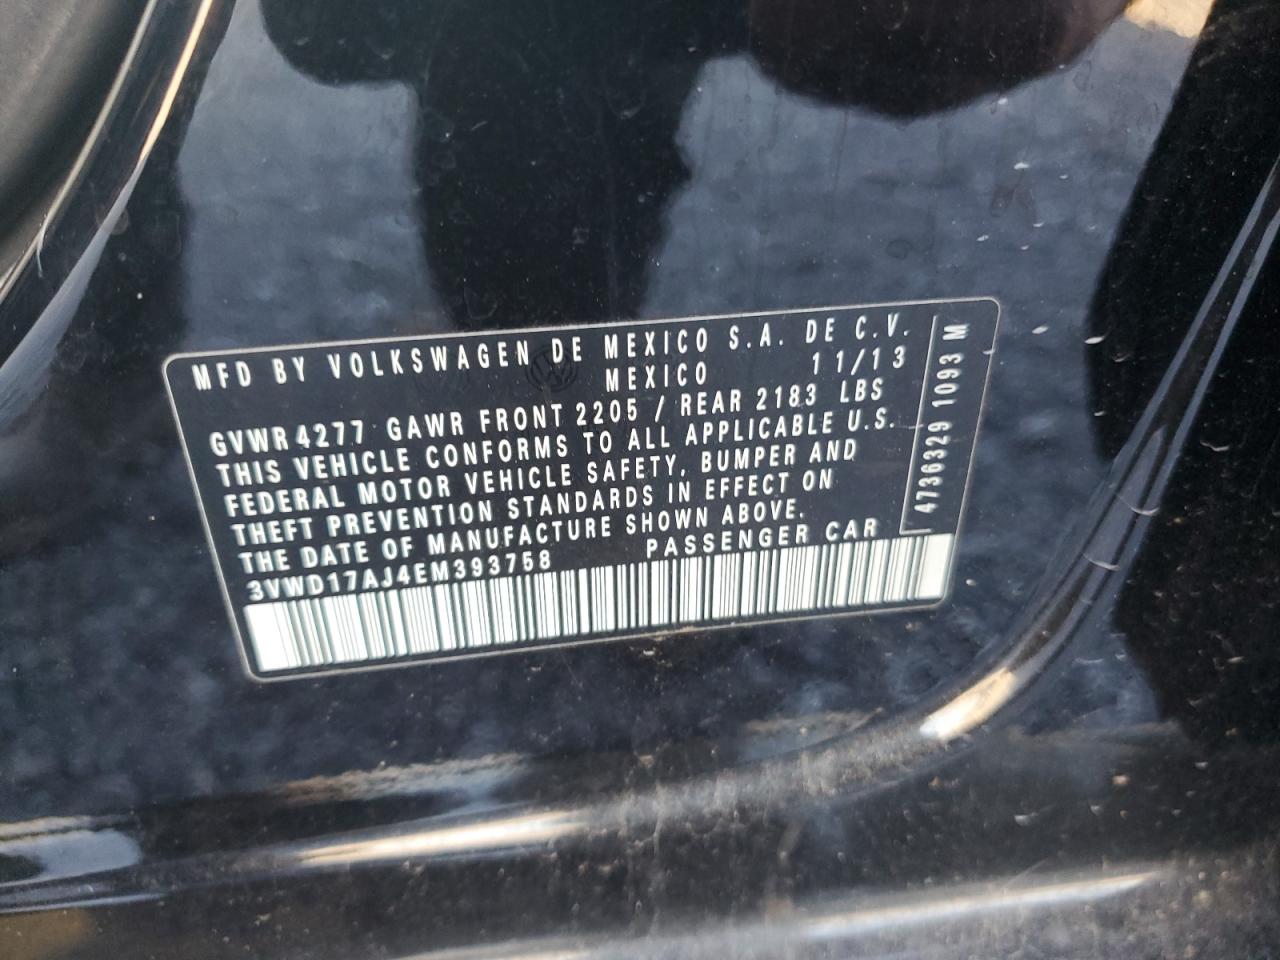 MFD BY VOLKSWAGEN DE MEXICO S.A. DE C.V.
MEXICO 11/13
GVWR 4277 GAWR FRONT 2205 / REAR 2183 LBS
THIS VEHICLE CONFORMS TO ALL APPLICABLE U.S.
FEDERAL MOTOR VEHICLE SAFETY, BUMPER AND
THEFT PREVENTION STANDARDS IN EFFECT ON
THE DATE OF MANUFACTURE SHOWN ABOVE.
3VWD17AJ4EM393758 PASSENGER CAR
4736329 1093 M